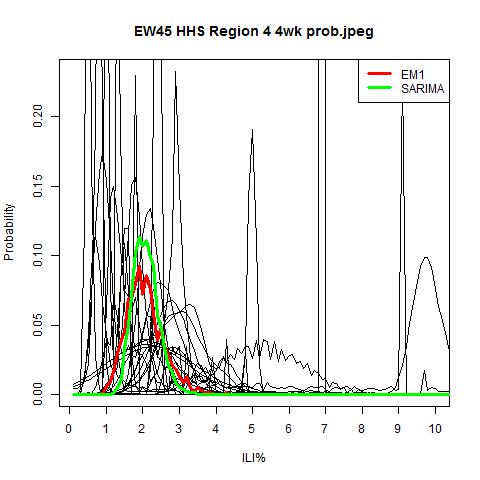 EW45 HHS Region 4 4wk prob.jpeg
EM1
SARIMA
Probability
0.20
0.15
0.10
0.05
0.00
0 1 2 3 4 5 6 7 8 9 10
ILI%